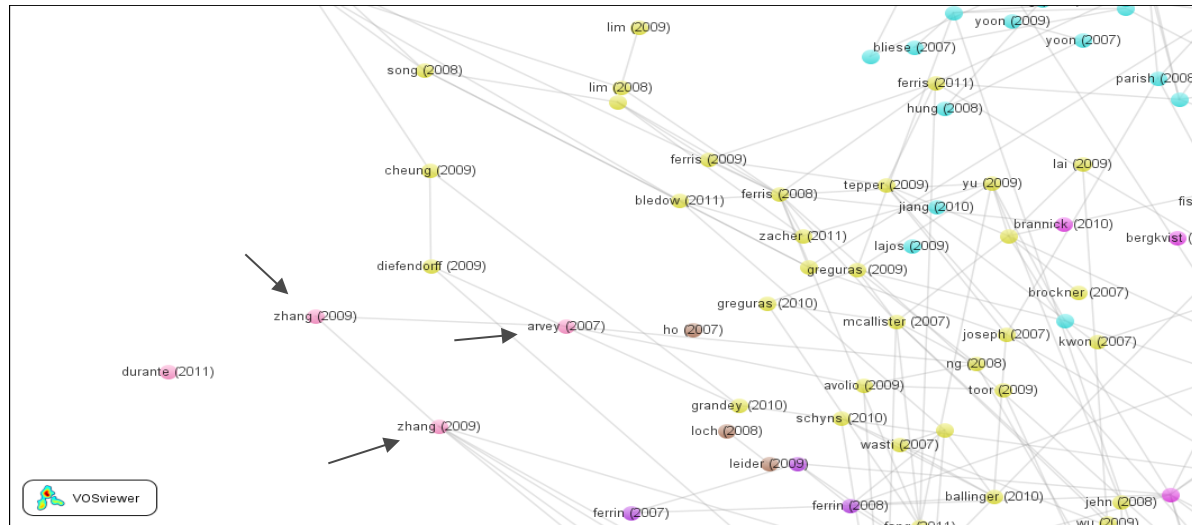 lim (2009)
yoon (2009)
yoon (2007)
bliese (2007)
song (2008)
lim (2008)
ferris (2011)
parish (2008
hung (2008)
ferris (2009)
lai (2009)
cheung (2009)
tepper (2009)
yu (2009)
bledow (2011)
ferris (2008)
jiang (2010)
fis
brannick (2010)
zacher (2011)
lajos (2009)
bergkvist (
diefendorff (2009)
greguras (2009)
brockner (2007)
greguras (2010)
zhang (2009)
arvey (2007)
ho (2007)
mcallister (2007)
joseph (2007)
kwon (2007)
ng (2008)
durante (2011)
avolio (2009)
toor (2009)
grandey (2010)
schyns (2010)
zhang (2009)
loch (2008)
wasti (2007)
leider (2009)
ballinger (2010)
jehn (2008)
ferrin (2007)
ferrin (2008)
wu (2009)
VOSviewer